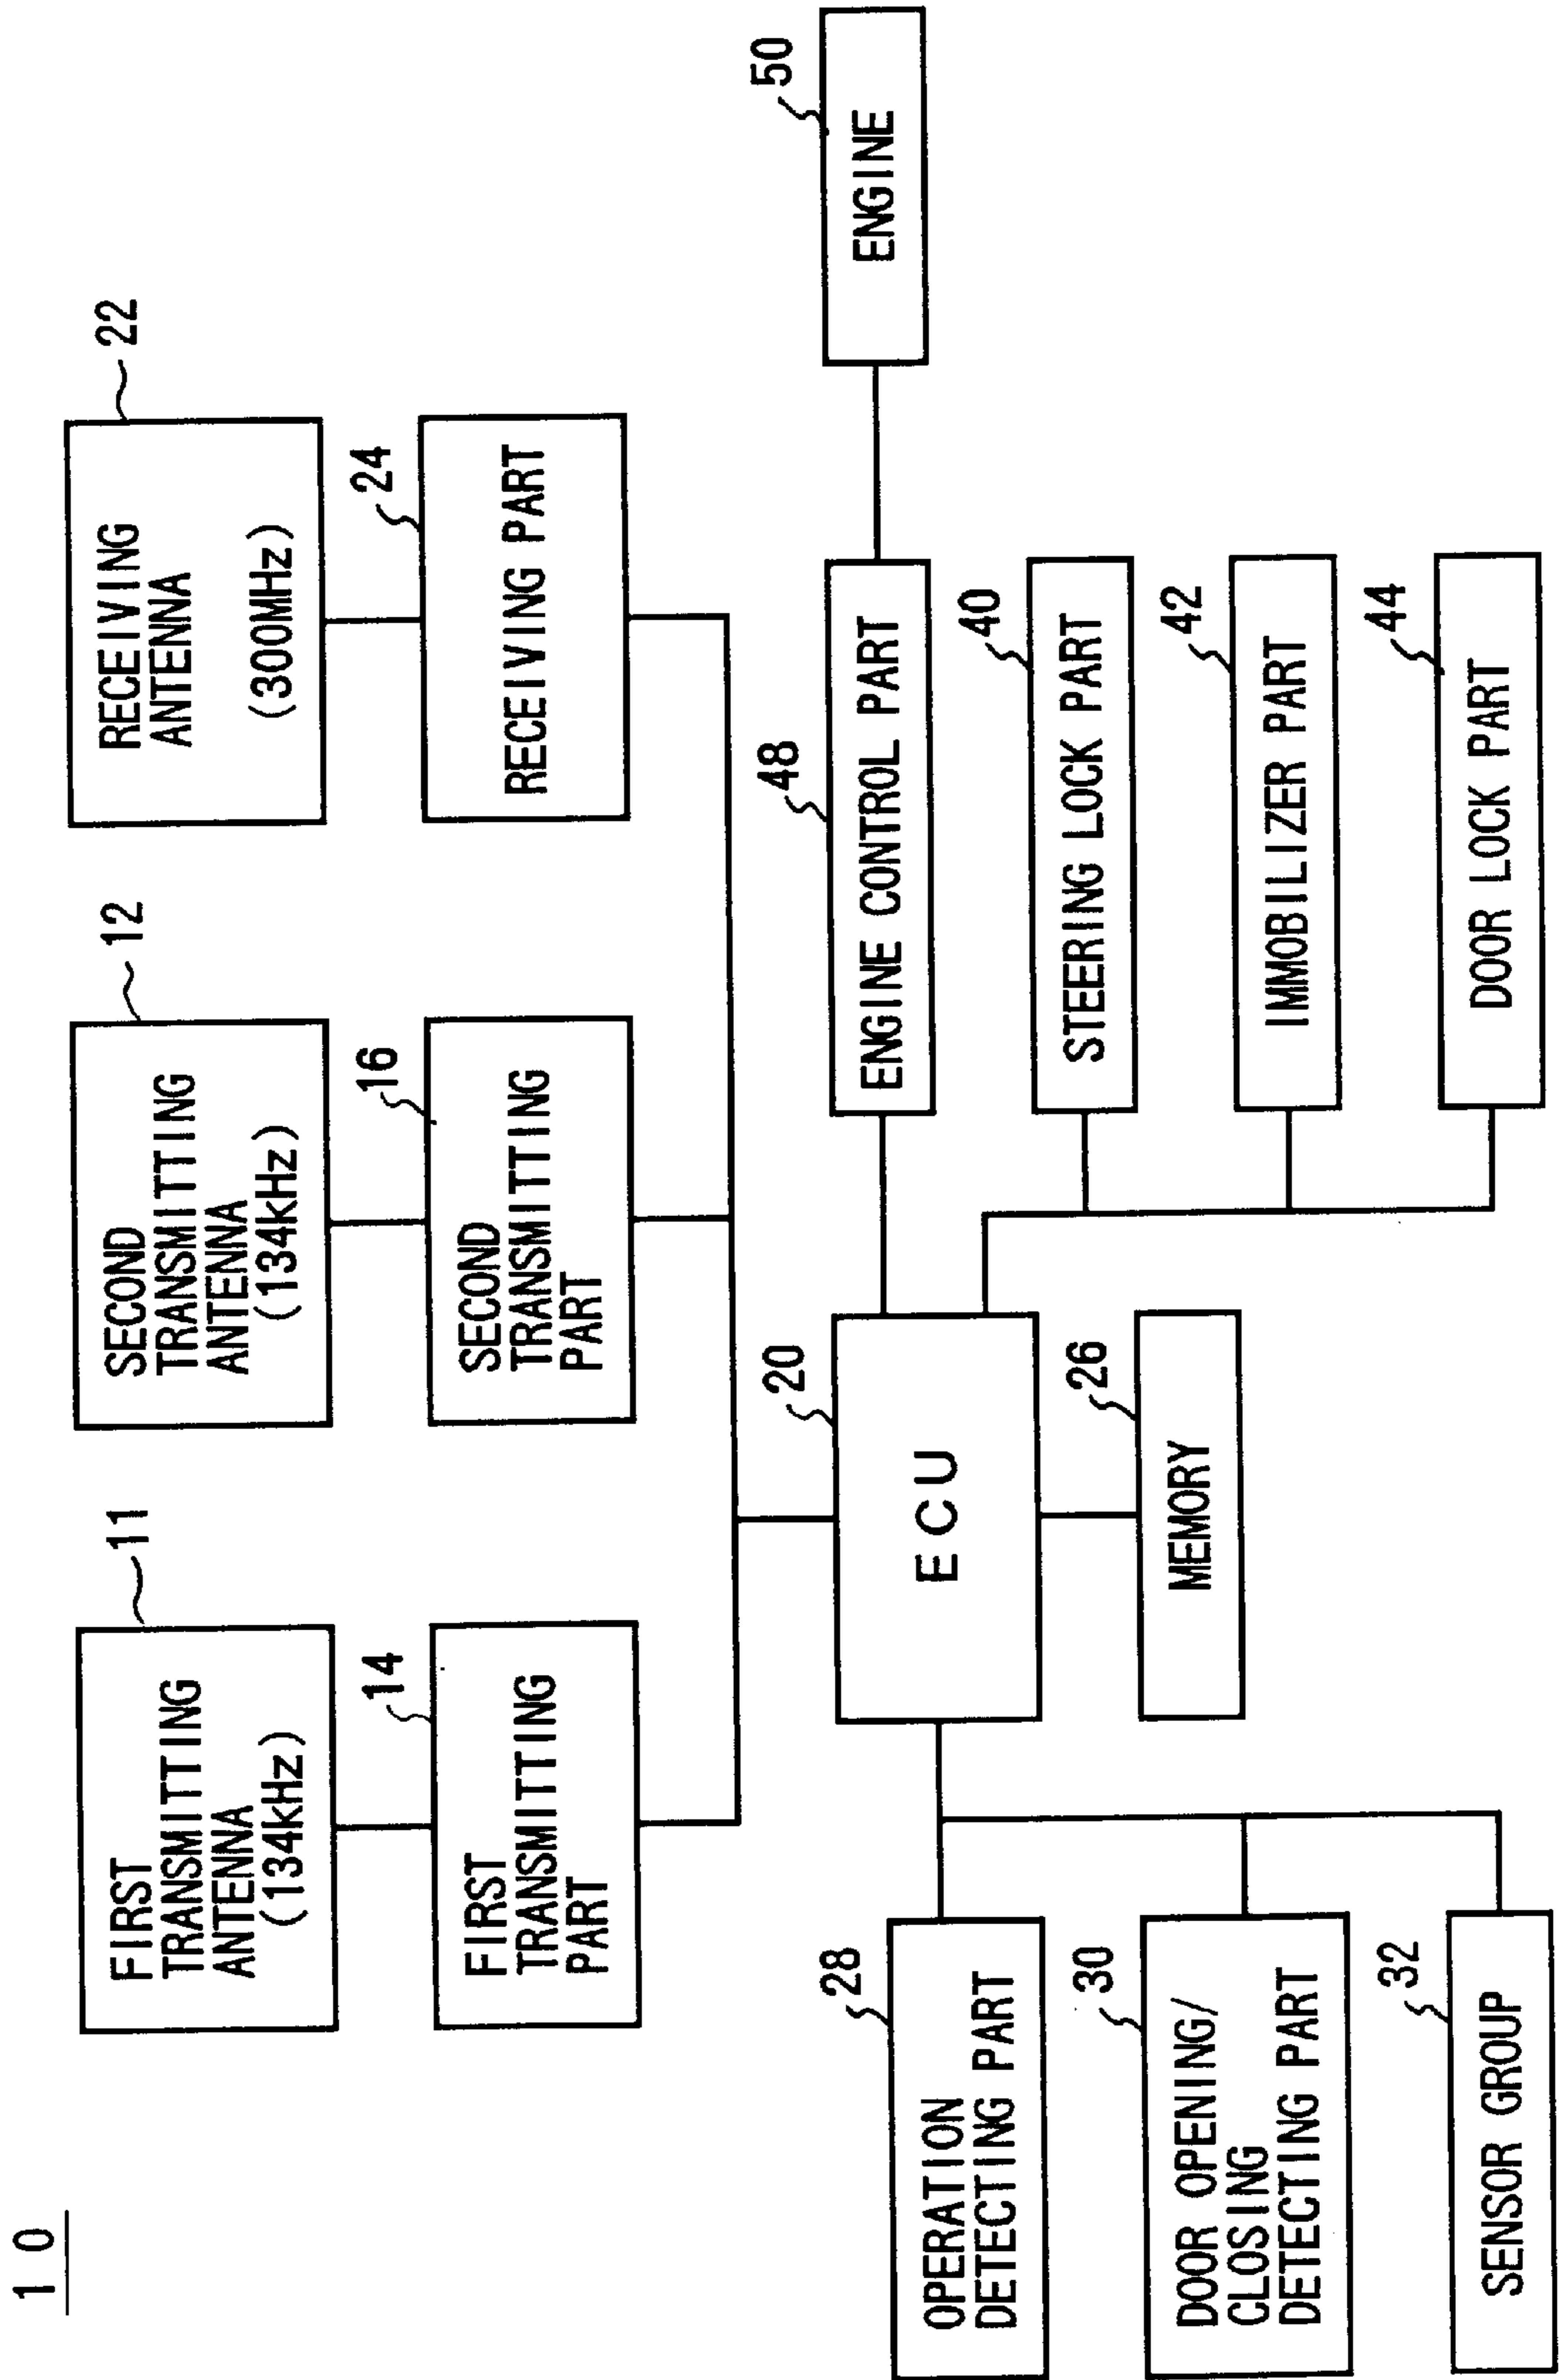 10
FIRST
TRANSMITTING
ANTENNA
(134kHz)
11
SECOND
TRANSMITTING
ANTENNA
(134kHz)
12
RECEIVING
ANTENNA
(300MHz)
22
FIRST
TRANSMITTING
PART
14
SECOND
TRANSMITTING
PART
16
RECEIVING PART
24
OPERATION
DETECTING PART
28
DOOR OPENING/
CLOSING
DETECTING PART
30
SENSOR GROUP
32
ECU
20
MEMORY
26
ENGINE CONTROL PART
48
STEERING LOCK PART
40
IMMOBILIZER PART
42
DOOR LOCK PART
44
ENGINE
50